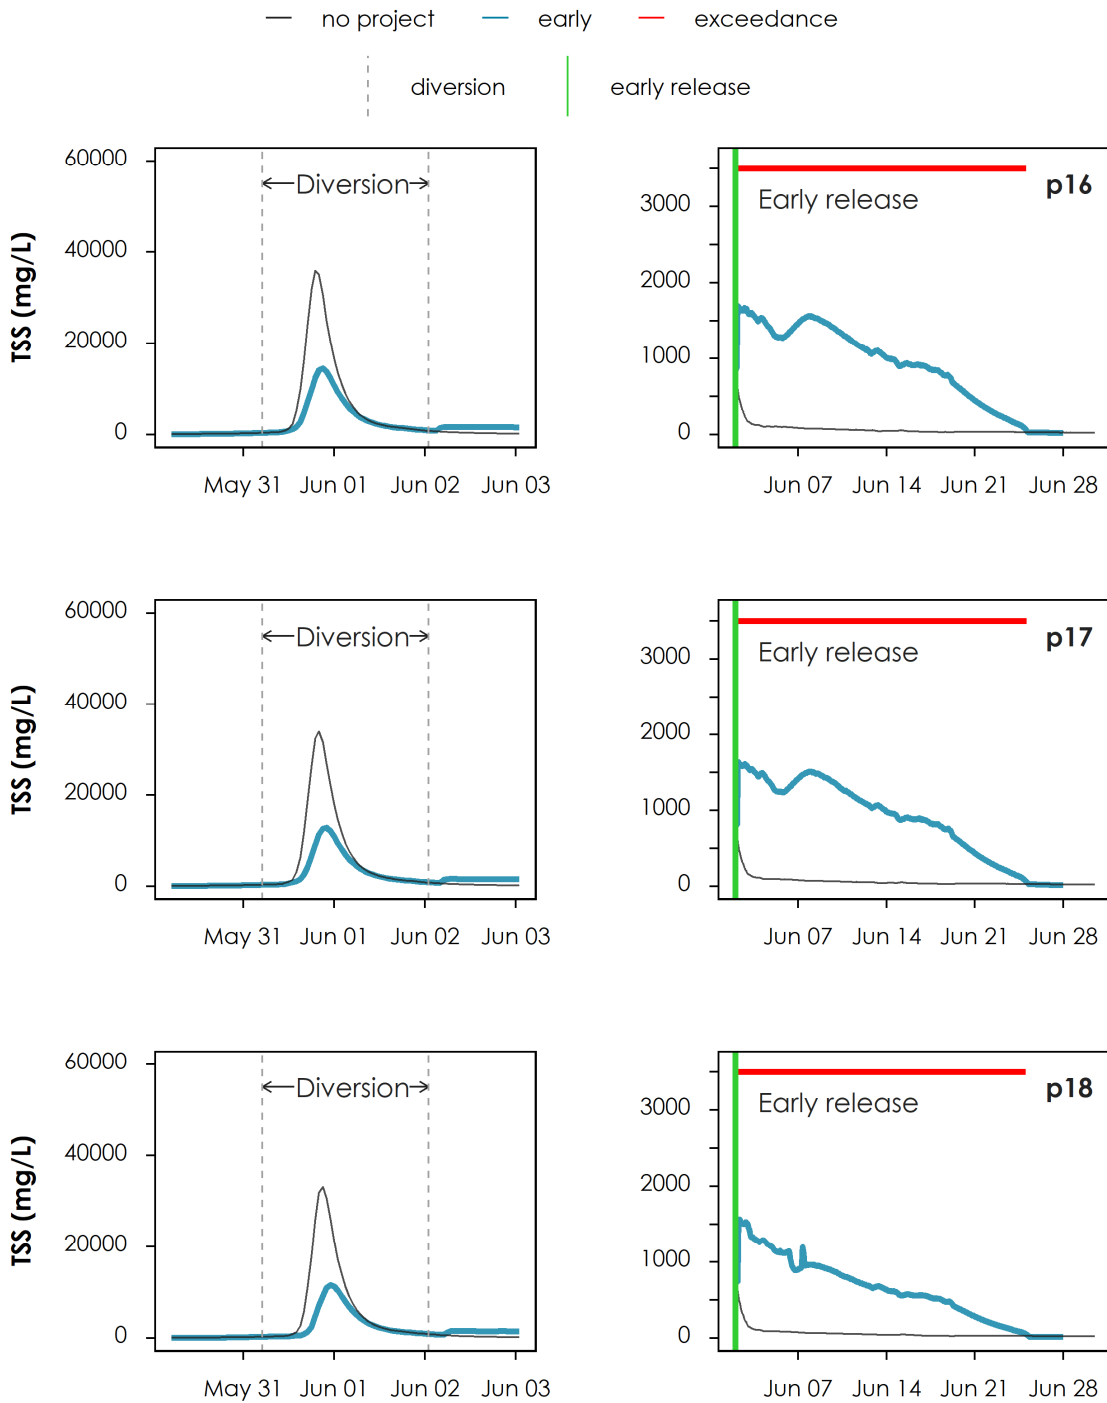 no project early exceedance
diversion early release
TSS (mg/L)
60000
40000
20000
0
Diversion
May 31 Jun 01 Jun 02 Jun 03
3000
2000
1000
0
Early release
p16
Jun 07 Jun 14 Jun 21 Jun 28
TSS (mg/L)
60000
40000
20000
0
Diversion
May 31 Jun 01 Jun 02 Jun 03
3000
2000
1000
0
Early release
p17
Jun 07 Jun 14 Jun 21 Jun 28
TSS (mg/L)
60000
40000
20000
0
Diversion
May 31 Jun 01 Jun 02 Jun 03
3000
2000
1000
0
Early release
p18
Jun 07 Jun 14 Jun 21 Jun 28